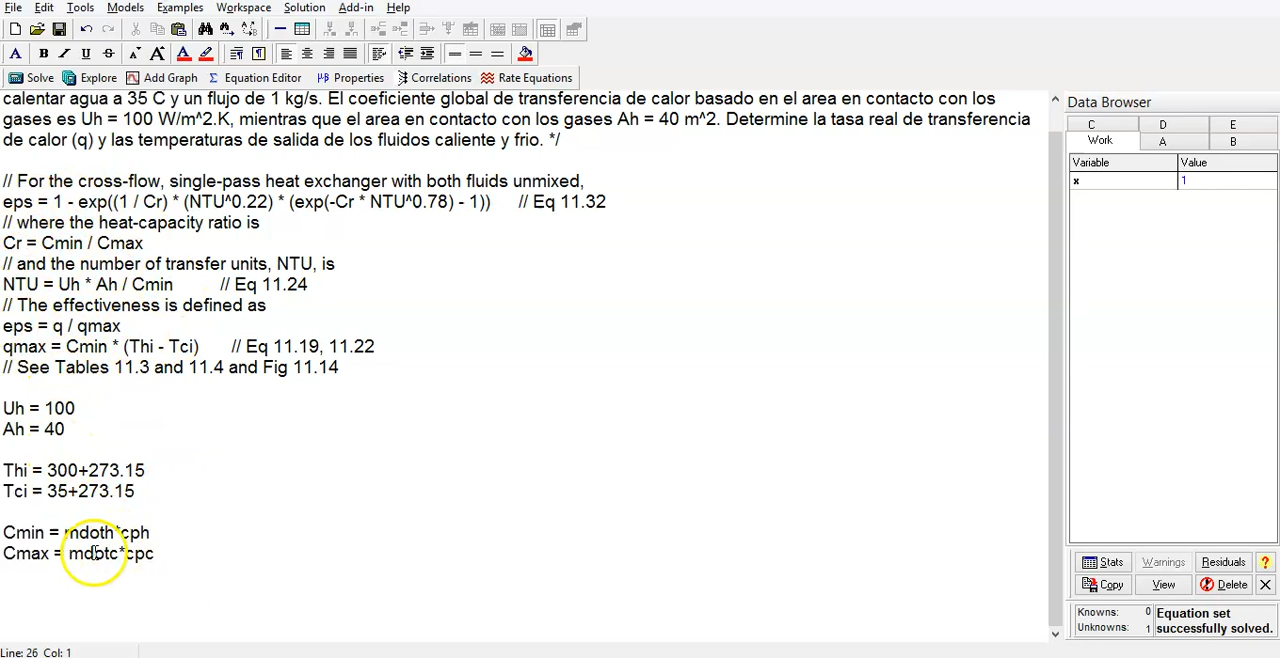 File Edit Tools Models Examples Workspace Solution Add-in Help
A B I U S A A A
Solve Explore Add Graph Σ Equation Editor Properties Correlations Rate Equations
calentar agua a 35 C y un flujo de 1 kg/s. El coeficiente global de transferencia de calor basado en el area en contacto con los
gases es Uh = 100 W/m^2.K, mientras que el area en contacto con los gases Ah = 40 m^2. Determine la tasa real de transferencia
de calor (q) y las temperaturas de salida de los fluidos caliente y frio. */
// For the cross-flow, single-pass heat exchanger with both fluids unmixed,
eps = 1 - exp((1 / Cr) * (NTU^0.22) * (exp(-Cr * NTU^0.78) - 1)) // Eq 11.32
// where the heat-capacity ratio is
Cr = Cmin / Cmax
// and the number of transfer units, NTU, is
NTU = Uh * Ah / Cmin // Eq 11.24
// The effectiveness is defined as
eps = q / qmax
qmax = Cmin * (Thi - Tci) // Eq 11.19, 11.22
// See Tables 11.3 and 11.4 and Fig 11.14
Uh = 100
Ah = 40
Thi = 300+273.15
Tci = 35+273.15
Cmin = mdoth*cph
Cmax = mdotc*cpc
Line: 26 Col: 1
Data Browser
C D E
Work A B
Variable Value
x 1
Stats Warnings Residuals ?
Copy View Delete
Knowns: 0
Unknowns: 1
Equation set
successfully solved.